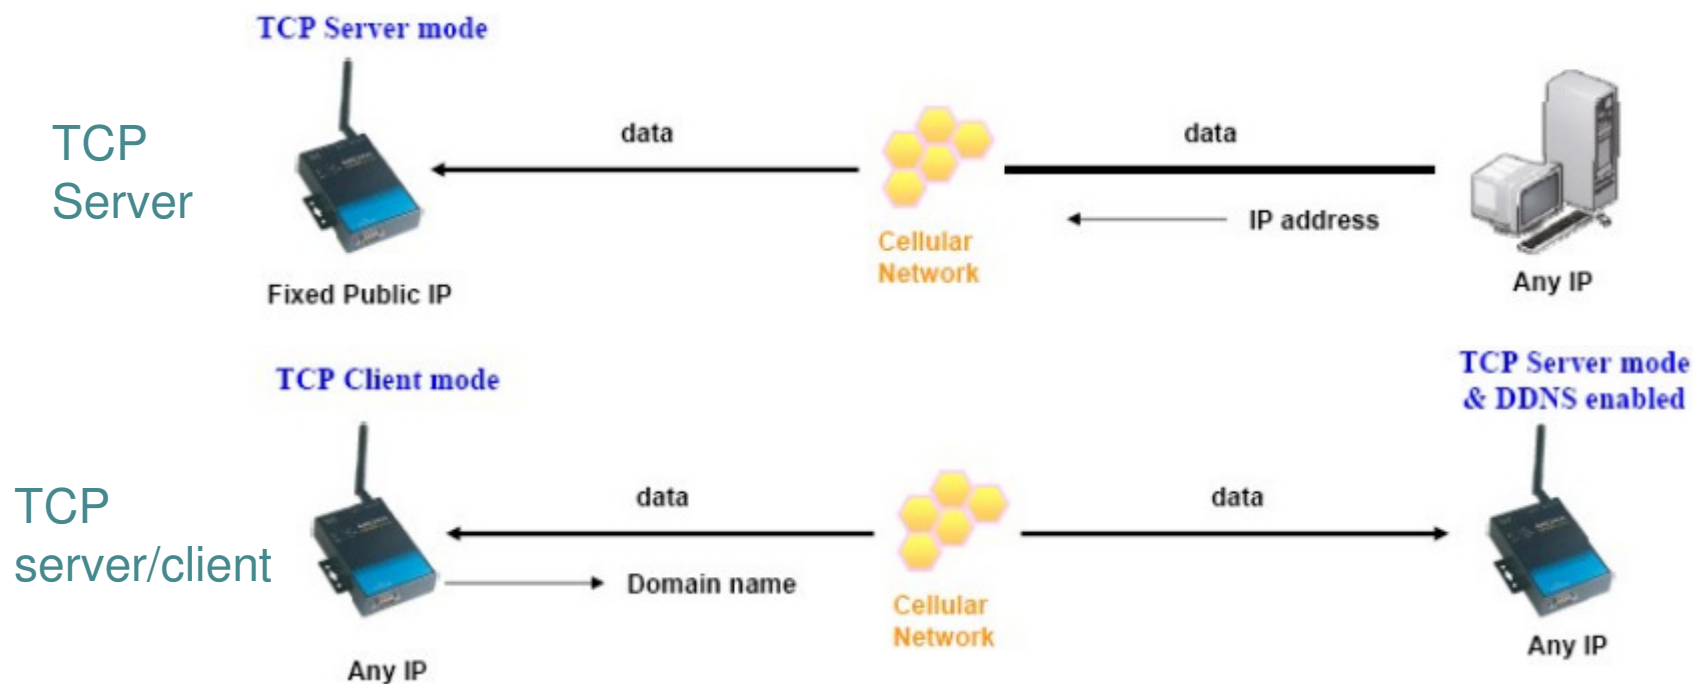 TCP Server mode
TCP
Server
data
data
IP address
Cellular
Network
Fixed Public IP
Any IP
TCP Client mode
TCP Server mode
& DDNS enabled
TCP
server/client
data
data
Domain name
Cellular
Network
Any IP
Any IP